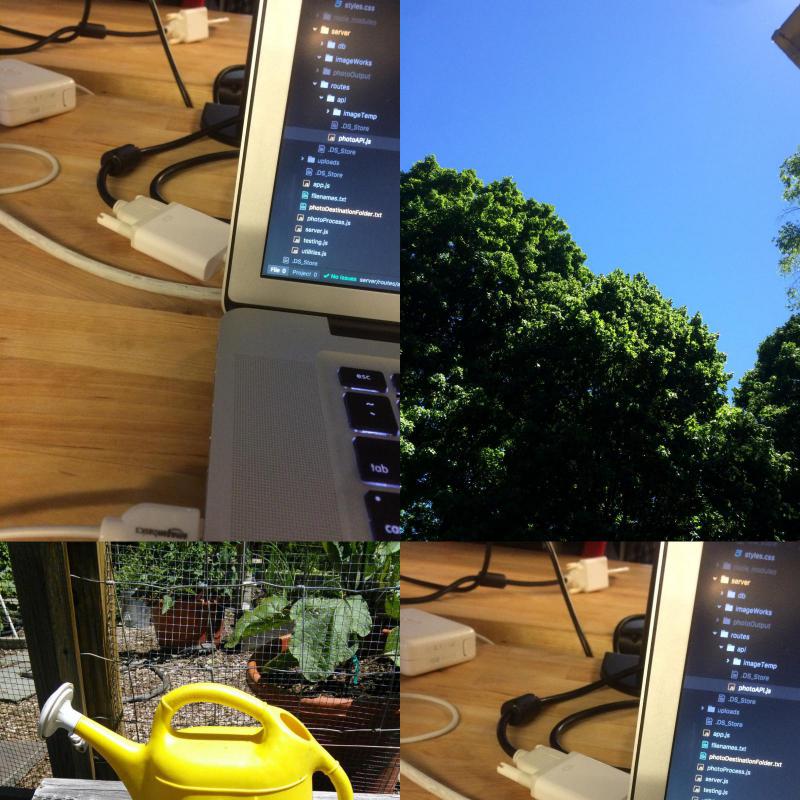 styles.css
node_modules
server
db
imageWorks
photoOutput
routes
api
imageTemp
.DS_Store
photoAPI.js
.DS_Store
uploads
.DS_Store
app.js
filenames.txt
photoDestinationFolder.txt
photoProcess.js
server.js
testing.js
utilities.js
.DS_Store
File 0 Project 0 ✓ No Issues server/routes/a
esc
~
tab
amazonbasics
styles.css
node_modules
server
db
imageWorks
photoOutput
routes
api
imageTemp
.DS_Store
photoAPI.js
.DS_Store
uploads
.DS_Store
app.js
filenames.txt
photoDestinationFolder.txt
photoProcess.js
server.js
testing.js